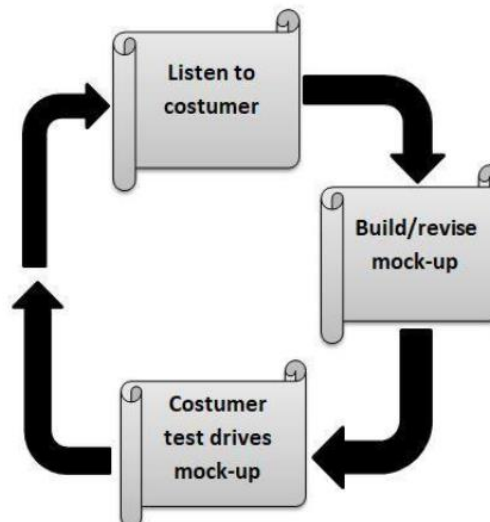 Listen to
costumer
Build/revise
mock-up
Costumer
test drives
mock-up